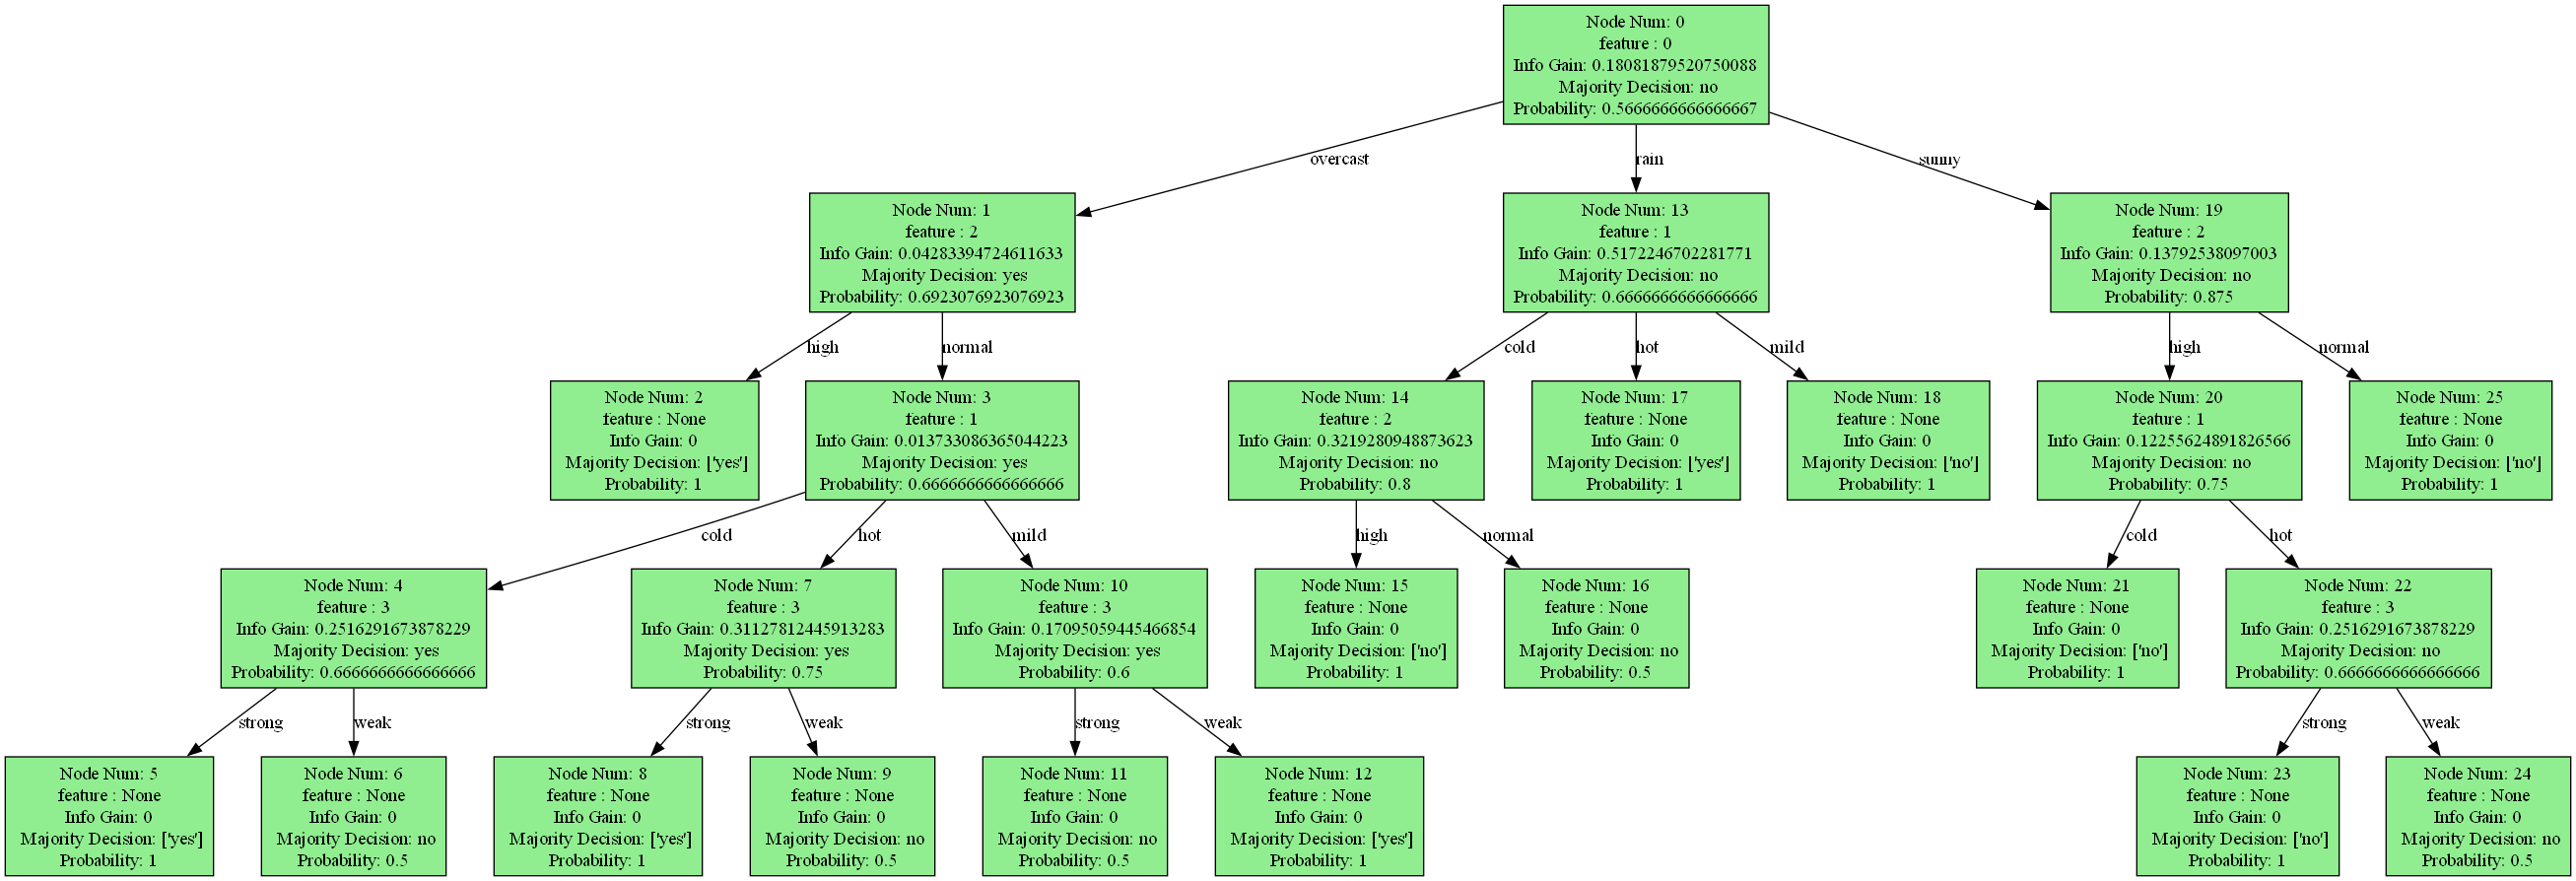 Node Num: 0
feature : 0
Info Gain: 0.18081879520750088
Majority Decision: no
Probability: 0.5666666666666667
overcast
rain
sunny
Node Num: 1
feature : 2
Info Gain: 0.04283394724611633
Majority Decision: yes
Probability: 0.6923076923076923
Node Num: 13
feature : 1
Info Gain: 0.5172246702281771
Majority Decision: no
Probability: 0.6666666666666666
Node Num: 19
feature : 2
Info Gain: 0.13792538097003
Majority Decision: no
Probability: 0.875
high
normal
cold
hot
mild
high
normal
Node Num: 2
feature : None
Info Gain: 0
Majority Decision: ['yes']
Probability: 1
Node Num: 3
feature : 1
Info Gain: 0.013733086365044223
Majority Decision: yes
Probability: 0.6666666666666666
Node Num: 14
feature : 2
Info Gain: 0.3219280948873623
Majority Decision: no
Probability: 0.8
Node Num: 17
feature : None
Info Gain: 0
Majority Decision: ['yes']
Probability: 1
Node Num: 18
feature : None
Info Gain: 0
Majority Decision: ['no']
Probability: 1
Node Num: 20
feature : 1
Info Gain: 0.12255624891826566
Majority Decision: no
Probability: 0.75
Node Num: 25
feature : None
Info Gain: 0
Majority Decision: ['no']
Probability: 1
cold
hot
mild
high
normal
cold
hot
Node Num: 4
feature : 3
Info Gain: 0.2516291673878229
Majority Decision: yes
Probability: 0.6666666666666666
Node Num: 7
feature : 3
Info Gain: 0.31127812445913283
Majority Decision: yes
Probability: 0.75
Node Num: 10
feature : 3
Info Gain: 0.17095059445466854
Majority Decision: yes
Probability: 0.6
Node Num: 15
feature : None
Info Gain: 0
Majority Decision: ['no']
Probability: 1
Node Num: 16
feature : None
Info Gain: 0
Majority Decision: no
Probability: 0.5
Node Num: 21
feature : None
Info Gain: 0
Majority Decision: ['no']
Probability: 1
Node Num: 22
feature : 3
Info Gain: 0.2516291673878229
Majority Decision: no
Probability: 0.6666666666666666
strong
weak
strong
weak
strong
weak
strong
weak
Node Num: 5
feature : None
Info Gain: 0
Majority Decision: ['yes']
Probability: 1
Node Num: 6
feature : None
Info Gain: 0
Majority Decision: no
Probability: 0.5
Node Num: 8
feature : None
Info Gain: 0
Majority Decision: ['yes']
Probability: 1
Node Num: 9
feature : None
Info Gain: 0
Majority Decision: no
Probability: 0.5
Node Num: 11
feature : None
Info Gain: 0
Majority Decision: no
Probability: 0.5
Node Num: 12
feature : None
Info Gain: 0
Majority Decision: ['yes']
Probability: 1
Node Num: 23
feature : None
Info Gain: 0
Majority Decision: ['no']
Probability: 1
Node Num: 24
feature : None
Info Gain: 0
Majority Decision: no
Probability: 0.5